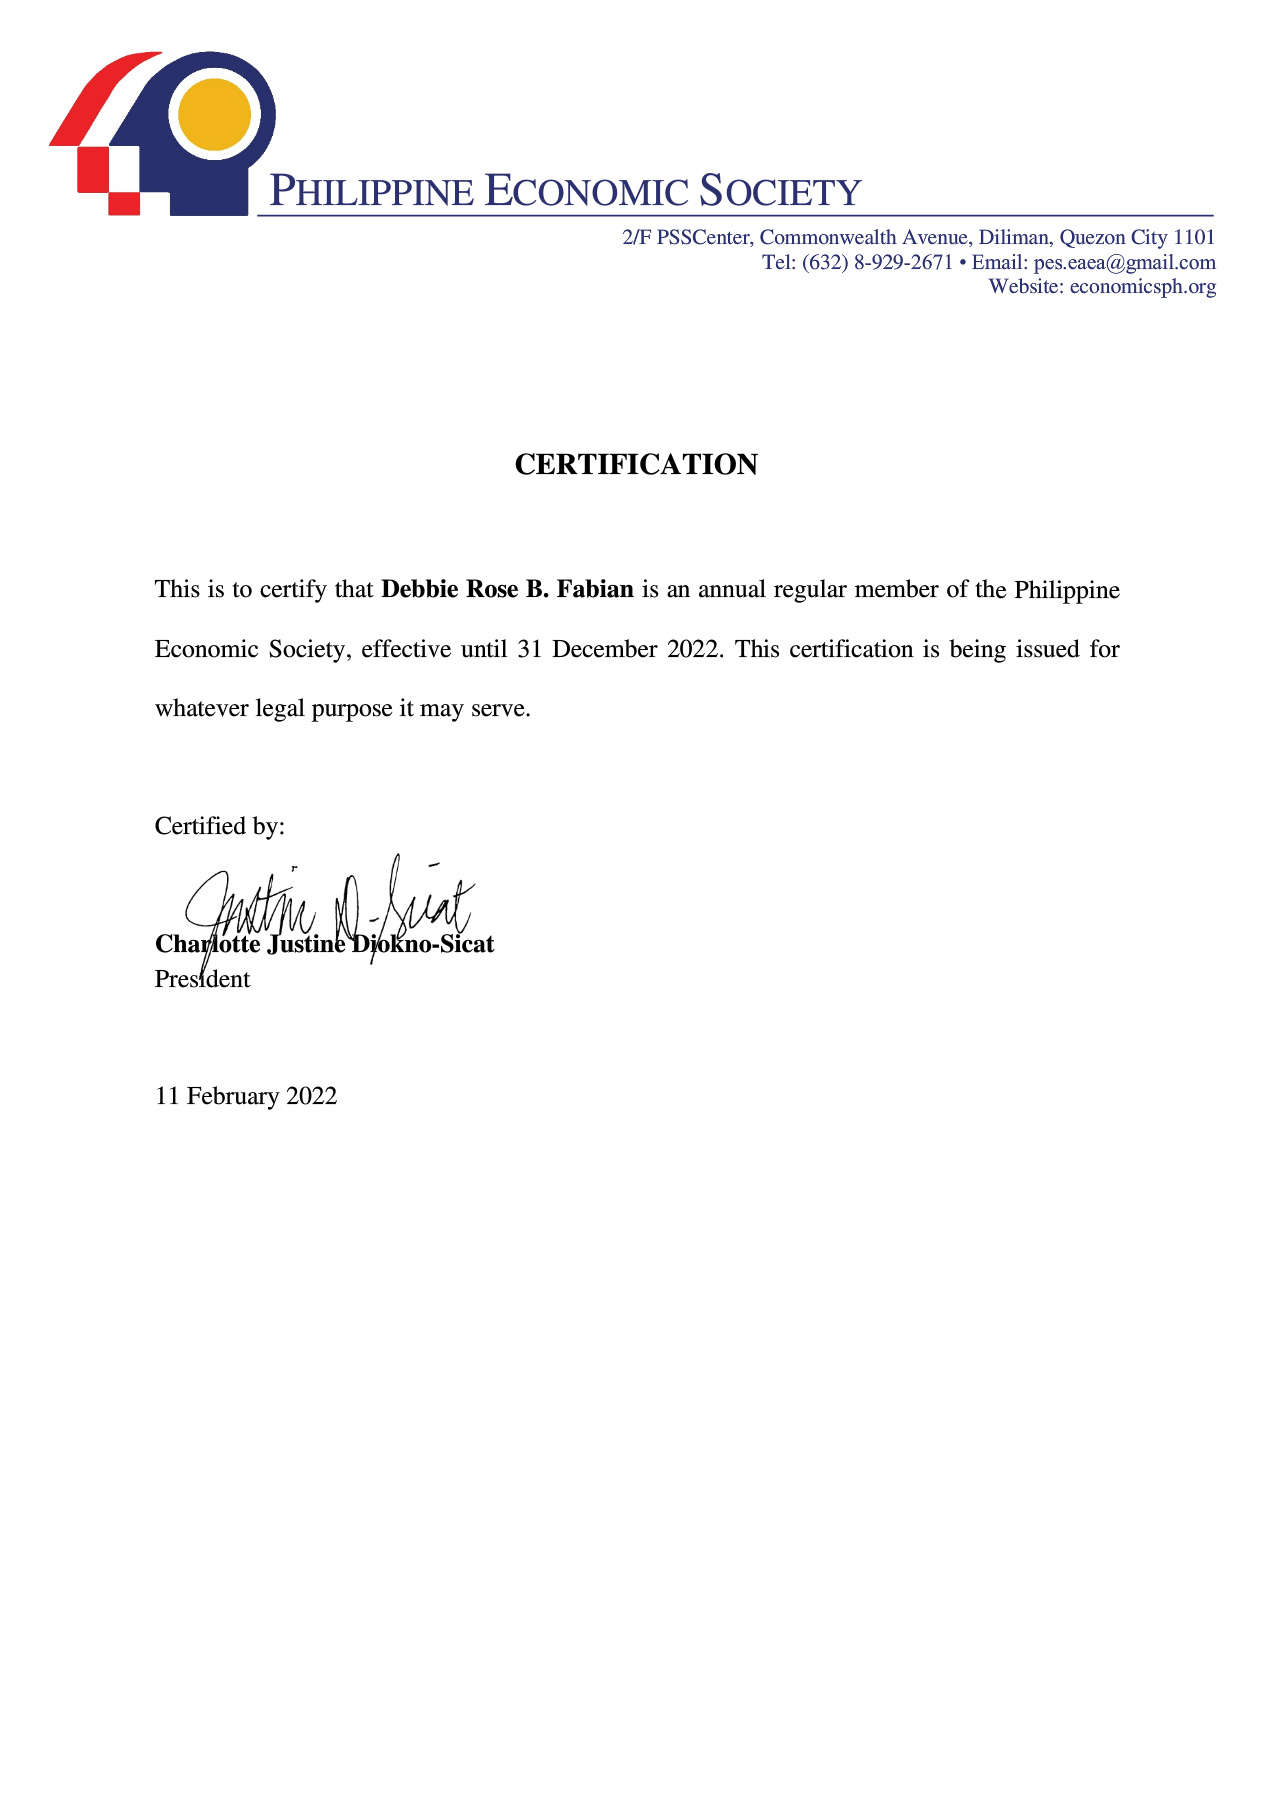 PHILIPPINE ECONOMIC SOCIETY
2/F PSSCenter, Commonwealth Avenue, Diliman, Quezon City 1101
Tel: (632) 8-929-2671 • Email: pes.eaea@gmail.com
Website: economicsph.org
CERTIFICATION
This is to certify that Debbie Rose B. Fabian is an annual regular member of the Philippine
Economic Society, effective until 31 December 2022. This certification is being issued for
whatever legal purpose it may serve.
Certified by:
Justine D-Sicat
Charlotte Justine Diokno-Sicat
President
11 February 2022